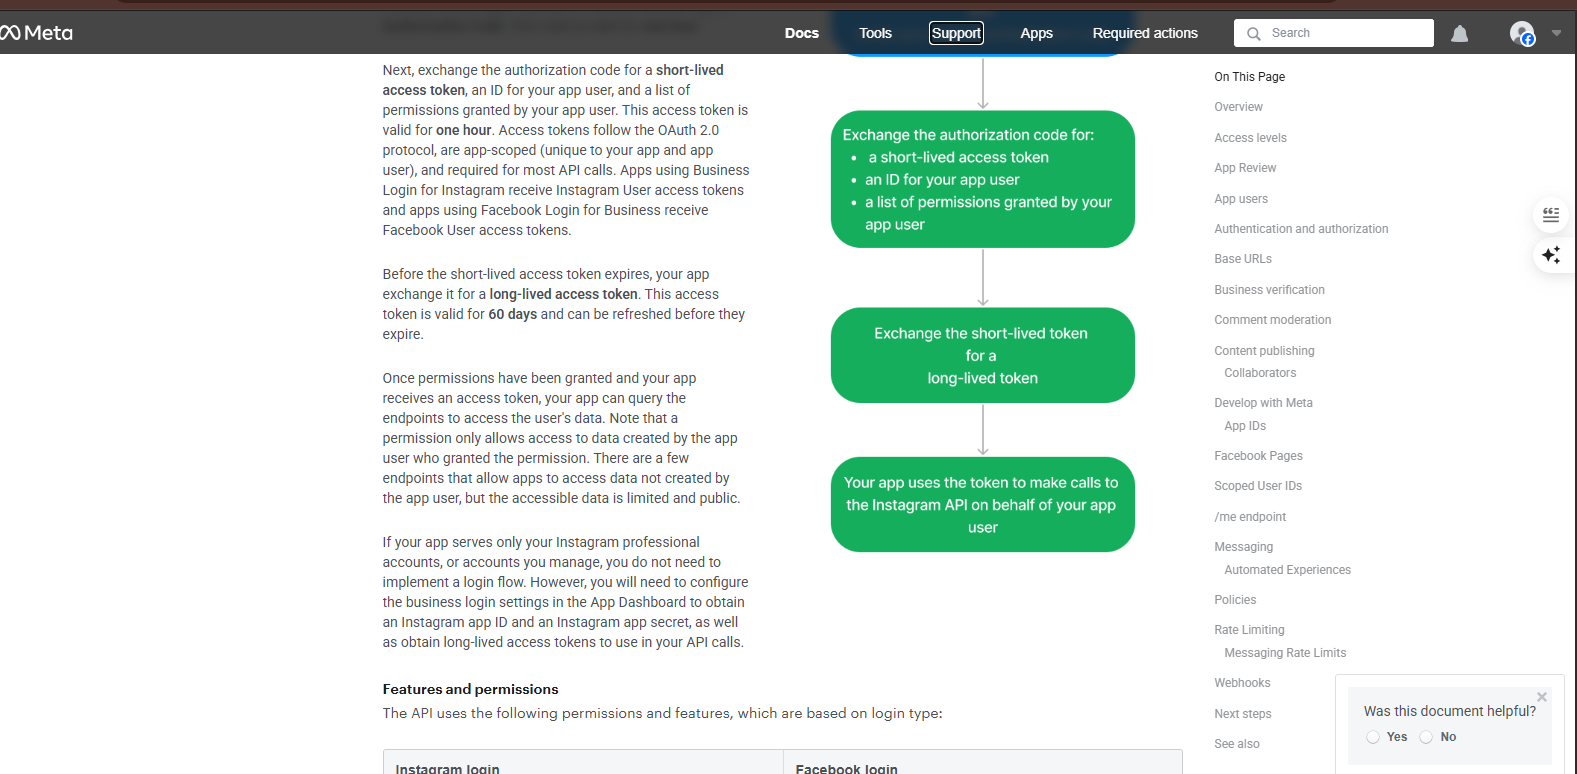 Meta
Docs
Tools
Support
Apps
Required actions
Search
Next, exchange the authorization code for a short-lived
access token, an ID for your app user, and a list of
permissions granted by your app user. This access token is
valid for one hour. Access tokens follow the OAuth 2.0
protocol, are app-scoped (unique to your app and app
user), and required for most API calls. Apps using Business
Login for Instagram receive Instagram User access tokens
and apps using Facebook Login for Business receive
Facebook User access tokens.
Before the short-lived access token expires, your app
exchange it for a long-lived access token. This access
token is valid for 60 days and can be refreshed before they
expire.
Once permissions have been granted and your app
receives an access token, your app can query the
endpoints to access the user's data. Note that a
permission only allows access to data created by the app
user who granted the permission. There are a few
endpoints that allow apps to access data not created by
the app user, but the accessible data is limited and public.
If your app serves only your Instagram professional
accounts, or accounts you manage, you do not need to
implement a login flow. However, you will need to configure
the business login settings in the App Dashboard to obtain
an Instagram app ID and an Instagram app secret, as well
as obtain long-lived access tokens to use in your API calls.
Exchange the authorization code for:
• a short-lived access token
• an ID for your app user
• a list of permissions granted by your
app user
Exchange the short-lived token
for a
long-lived token
Your app uses the token to make calls to
the Instagram API on behalf of your app
user
Features and permissions
The API uses the following permissions and features, which are based on login type:
Instagram login
Facebook login
On This Page
Overview
Access levels
App Review
App users
Authentication and authorization
Base URLs
Business verification
Comment moderation
Content publishing
Collaborators
Develop with Meta
App IDs
Facebook Pages
Scoped User IDs
/me endpoint
Messaging
Automated Experiences
Policies
Rate Limiting
Messaging Rate Limits
Webhooks
Next steps
See also
Was this document helpful?
Yes
No